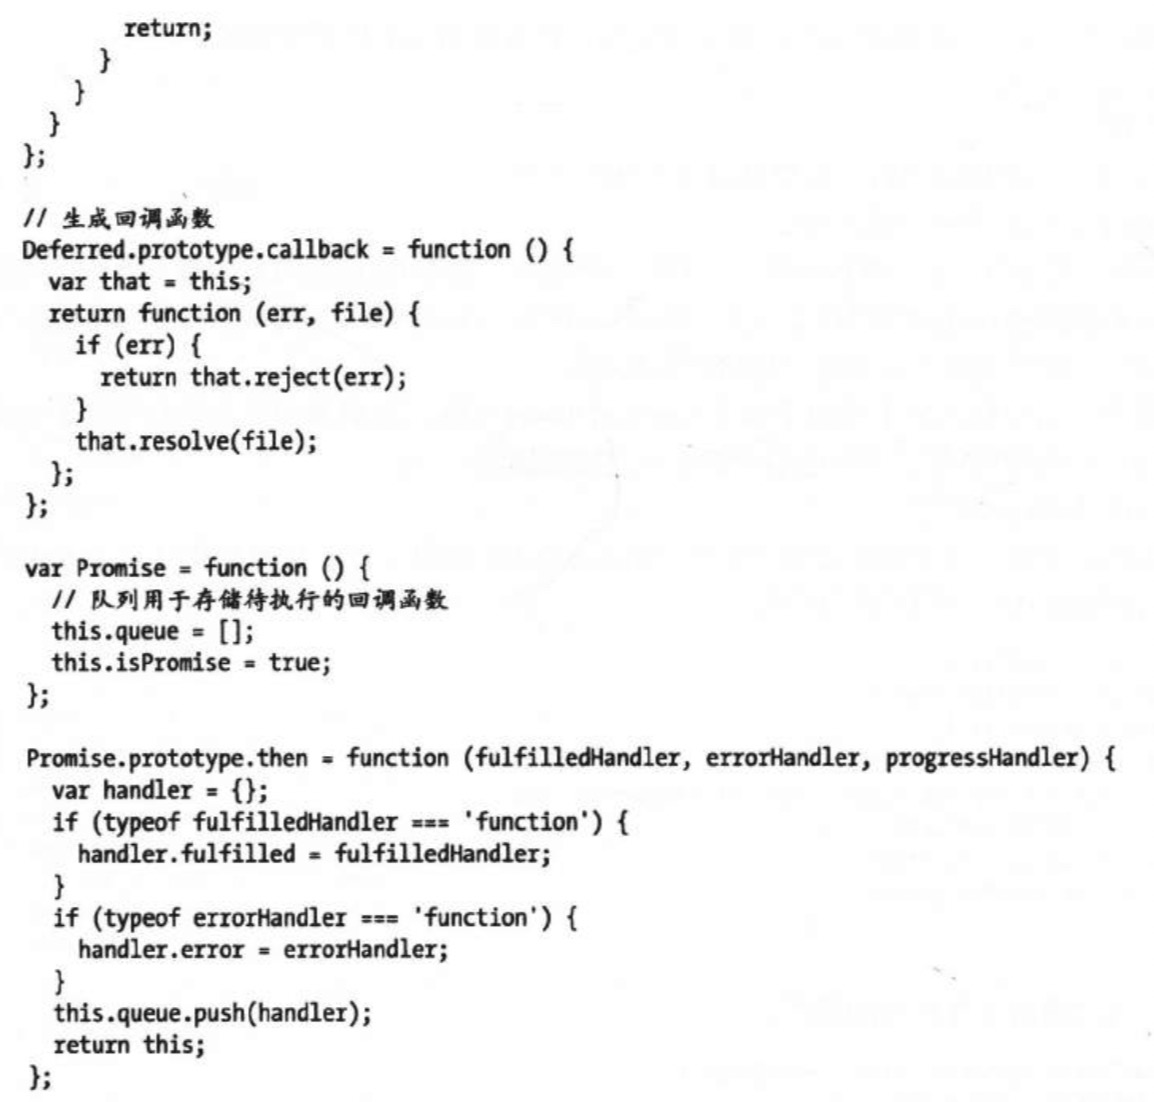 return;
}
}
}
};
// 生成回调函数
Deferred.prototype.callback = function () {
var that = this;
return function (err, file) {
if (err) {
return that.reject(err);
}
that.resolve(file);
};
};
var Promise = function () {
// 队列用于存储待执行的回调函数
this.queue = [];
this.isPromise = true;
};
Promise.prototype.then = function (fulfilledHandler, errorHandler, progressHandler) {
var handler = {};
if (typeof fulfilledHandler === 'function') {
handler.fulfilled = fulfilledHandler;
}
if (typeof errorHandler === 'function') {
handler.error = errorHandler;
}
this.queue.push(handler);
return this;
};